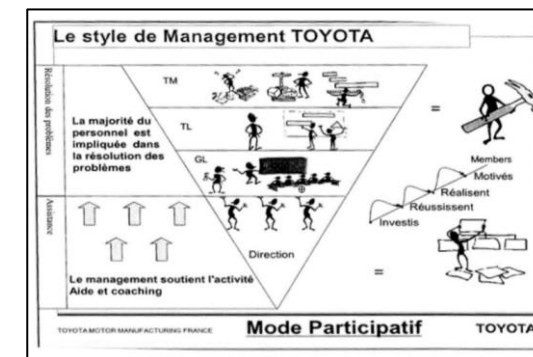 Le style de Management TOYOTA
Résolution des problèmes
TM
La majorité du
personnel est
impliquée dans
la résolution des
problèmes
TL
GL
=
Members
Motivés
Réalisent
Réussissent
Investis
Assistance
Direction
=
Le management soutient l'activité
Aide et coaching
TOYOTA MOTOR MANUFACTURING FRANCE
Mode Participatif
TOYOTA